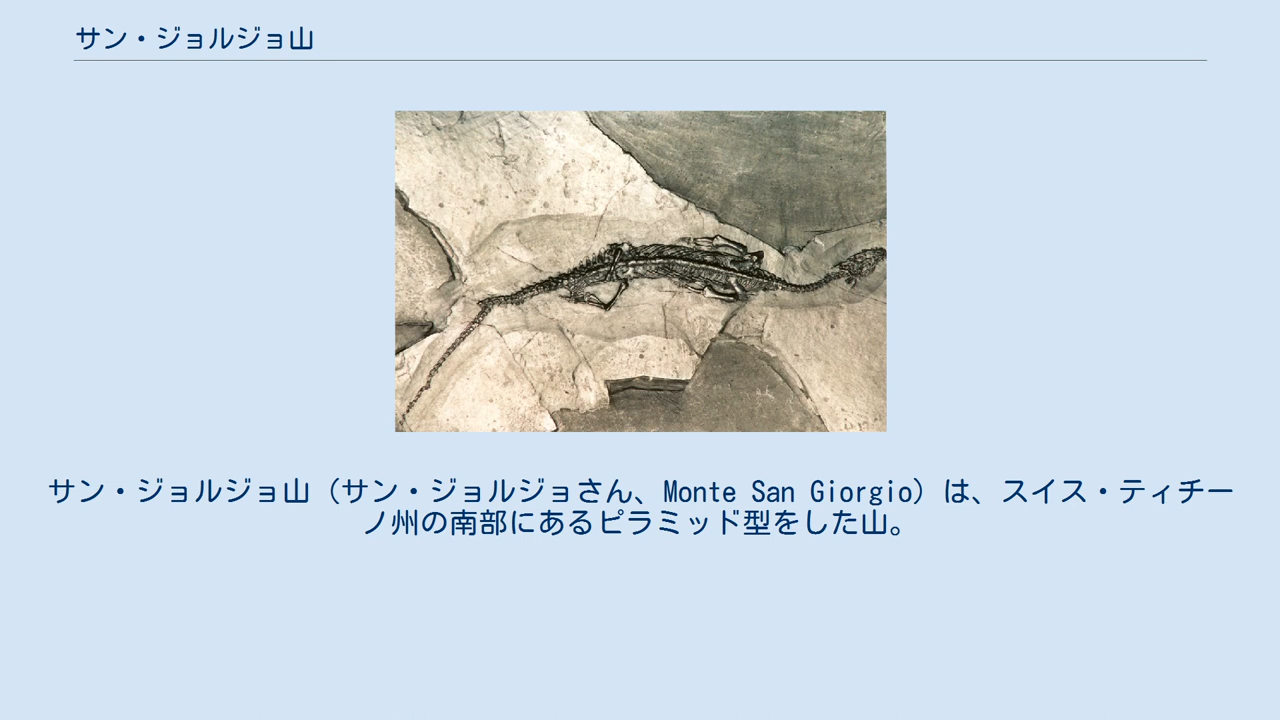 サン・ジョルジョ山
サン・ジョルジョ山（サン・ジョルジョさん、Monte San Giorgio）は、スイス・ティチー
ノ州の南部にあるピラミッド型をした山。